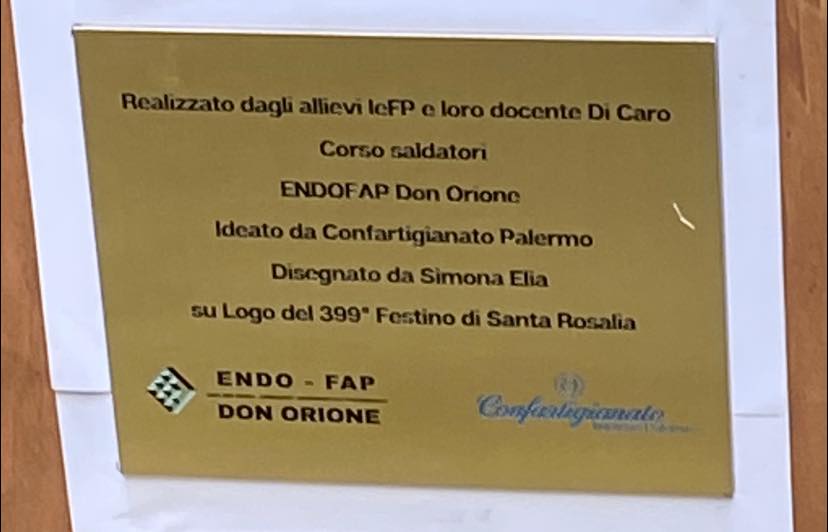 Realizzato dagli allievi IeFP e loro docente Di Caro
Corso saldatori
ENDOFAP Don Orione
Ideato da Confartigianato Palermo
Disegnato da Simona Elia
su Logo del 399° Festino di Santa Rosalia
ENDO - FAP
DON ORIONE
Confartigianato